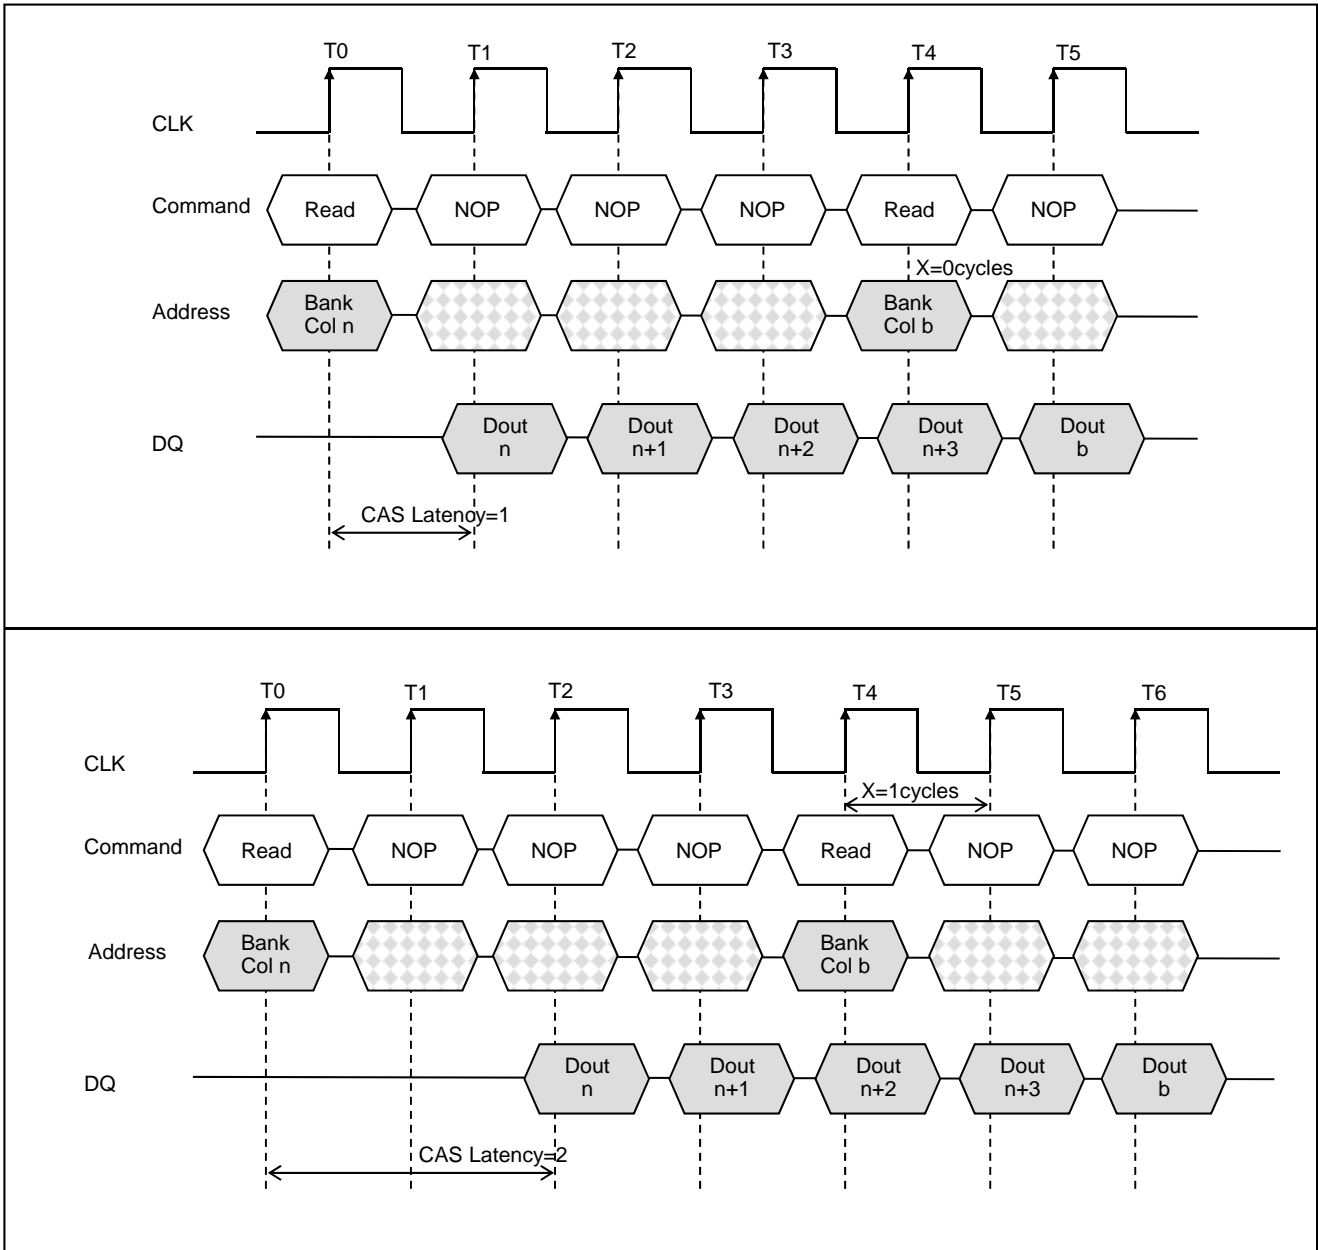 T0 T1 T2 T3 T4 T5
CLK
Command Read NOP NOP NOP Read NOP
X=0cycles
Address Bank Col n Bank Col b
DQ Dout n Dout n+1 Dout n+2 Dout n+3 Dout b
CAS Latency=1
T0 T1 T2 T3 T4 T5 T6
CLK
X=1cycles
Command Read NOP NOP NOP Read NOP NOP
Address Bank Col n Bank Col b
DQ Dout n Dout n+1 Dout n+2 Dout n+3 Dout b
CAS Latency=2